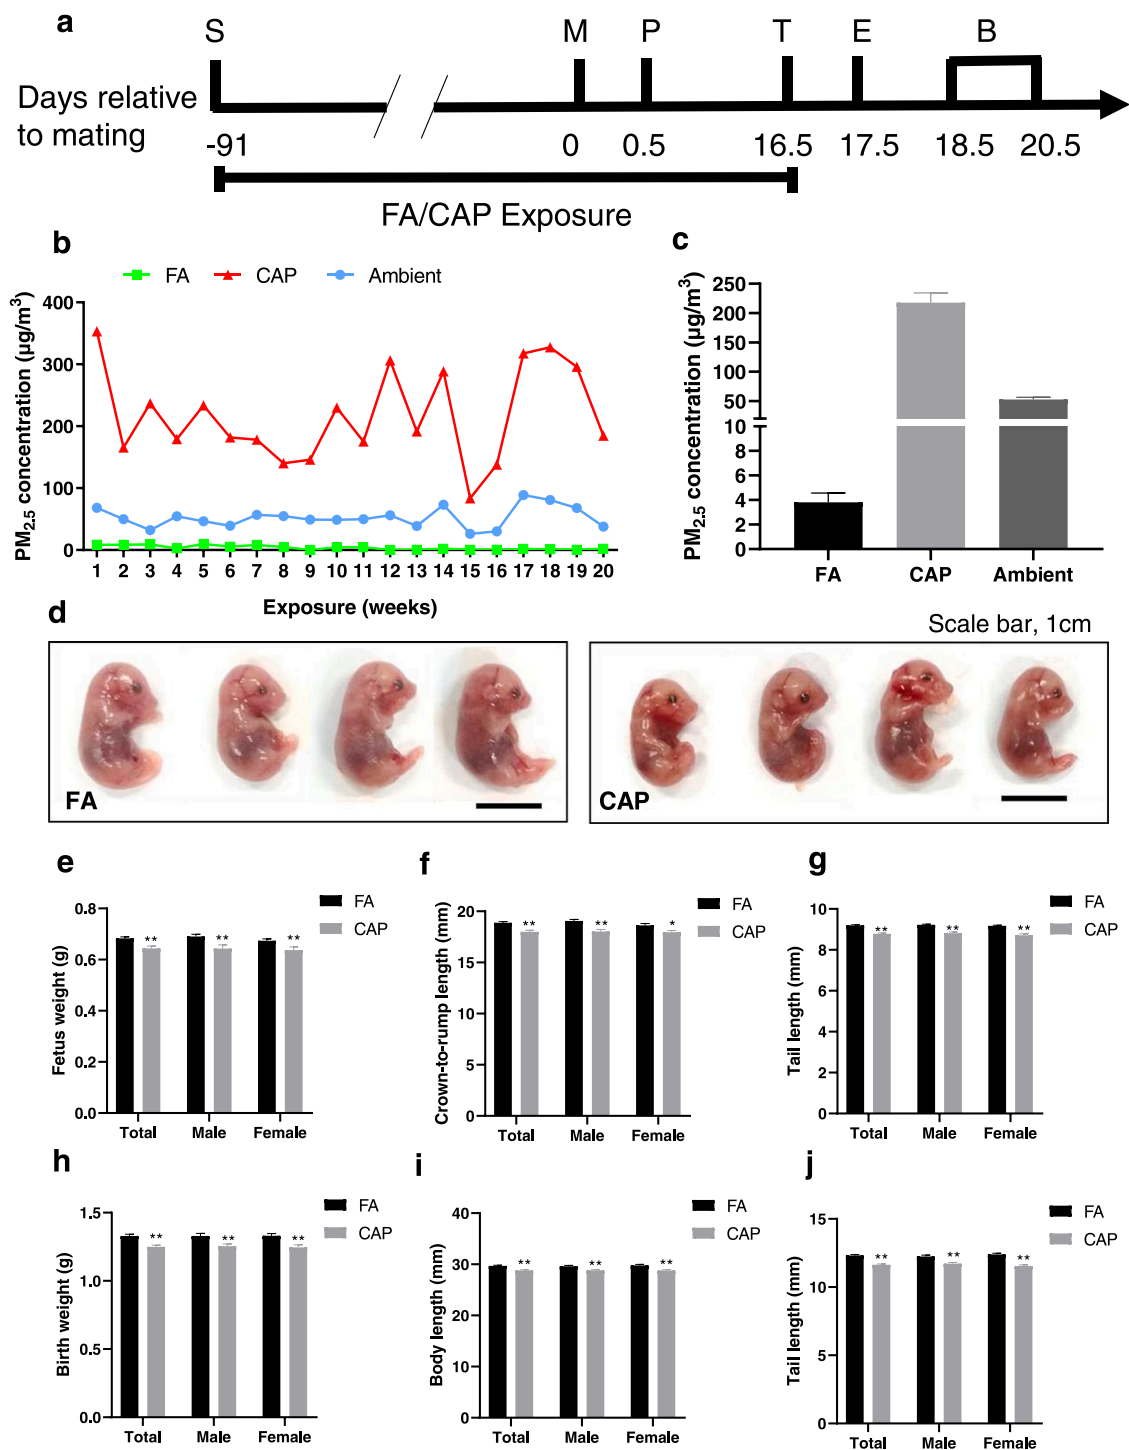 a
S M P T E B
Days relative
to mating
-91 0 0.5 16.5 17.5 18.5 20.5
FA/CAP Exposure
b
FA CAP Ambient
PM2.5 concentration (µg/m³)
400
300
200
100
0
1 2 3 4 5 6 7 8 9 10 11 12 13 14 15 16 17 18 19 20
Exposure (weeks)
c
PM2.5 concentration (µg/m³)
250
200
150
100
50
10
8
6
4
2
0
FA CAP Ambient
d
Scale bar, 1cm
FA
CAP
e
FA
CAP
Fetus weight (g)
0.8
0.6
0.4
0.2
0.0
** ** **
Total Male Female
f
FA
CAP
Crown-to-rump length (mm)
20
15
10
5
0
** ** *
Total Male Female
g
FA
CAP
Tail length (mm)
10
8
6
4
2
0
** ** **
Total Male Female
h
FA
CAP
Birth weight (g)
1.5
1.0
0.5
0.0
** ** **
Total Male Female
i
FA
CAP
Body length (mm)
40
30
20
10
0
** ** **
Total Male Female
j
FA
CAP
Tail length (mm)
15
10
5
0
** ** **
Total Male Female